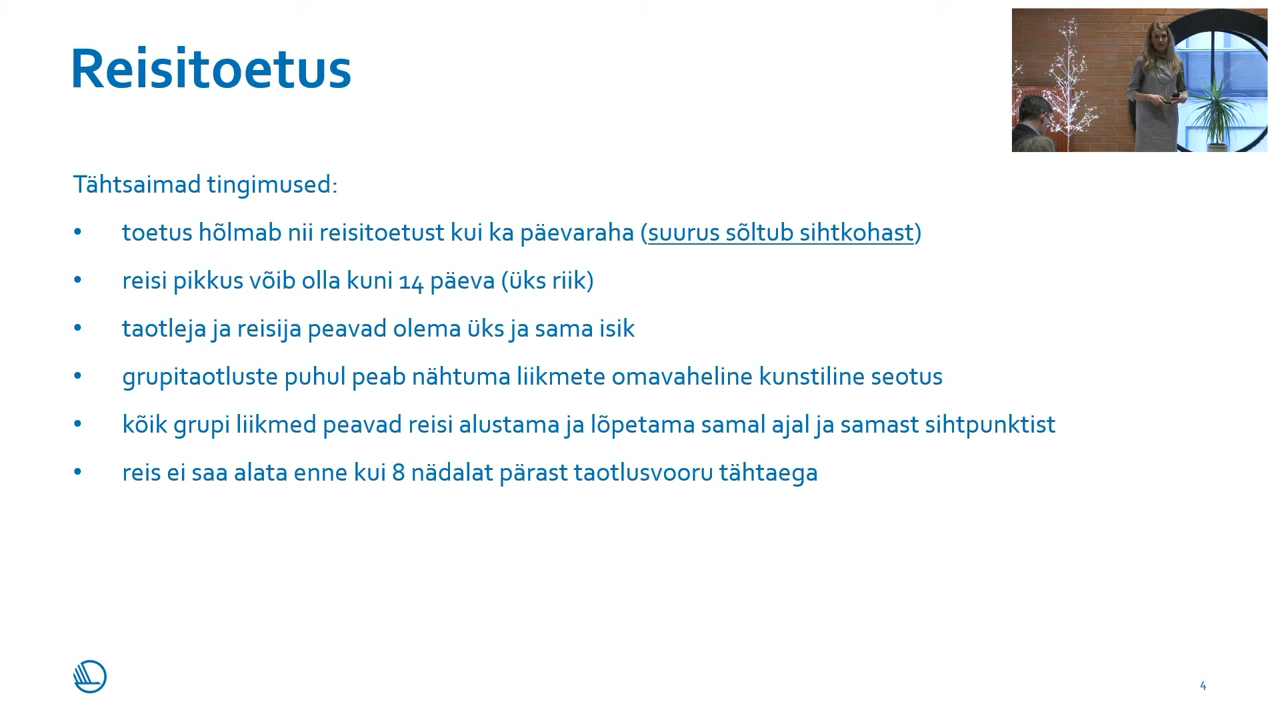 Reisitoetus
Tähtsaimad tingimused:
• toetus hõlmab nii reisitoetust kui ka päevaraha (suurus sõltub sihtkohast)
• reisi pikkus võib olla kuni 14 päeva (üks riik)
• taotleja ja reisija peavad olema üks ja sama isik
• grupitaotluste puhul peab nähtuma liikmete omavaheline kunstiline seotus
• kõik grupi liikmed peavad reisi alustama ja lõpetama samal ajal ja samast sihtpunktist
• reis ei saa alata enne kui 8 nädalat pärast taotlusvooru tähtaega
4